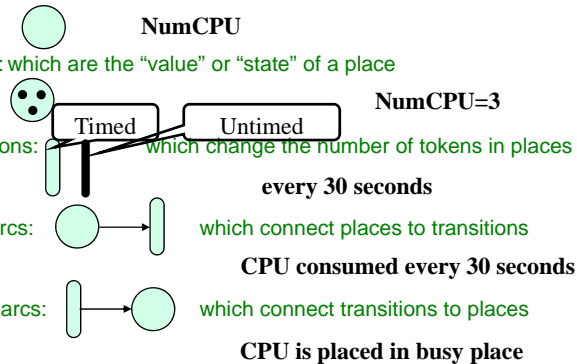 NumCPU
: which are the “value” or “state” of a place
NumCPU=3
Timed
Untimed
ons: which change the number of tokens in places
every 30 seconds
rcs: which connect places to transitions
CPU consumed every 30 seconds
arcs: which connect transitions to places
CPU is placed in busy place